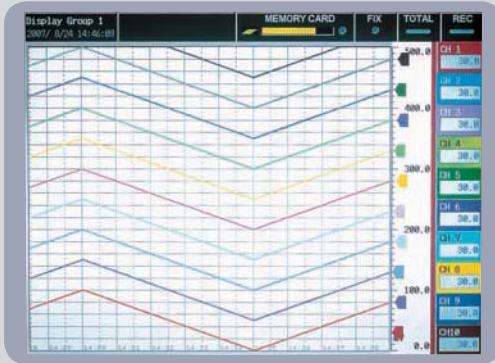 Display Group 1
2007/ 8/24 14:46:09
MEMORY CARD
FIX
TOTAL
REC
500.0
400.0
300.0
200.0
100.0
0.0
CH 1
30.0
CH 2
30.0
CH 3
30.0
CH 4
30.0
CH 5
30.0
CH 6
30.0
CH 7
30.0
CH 8
30.0
CH 9
30.0
CH10
30.0